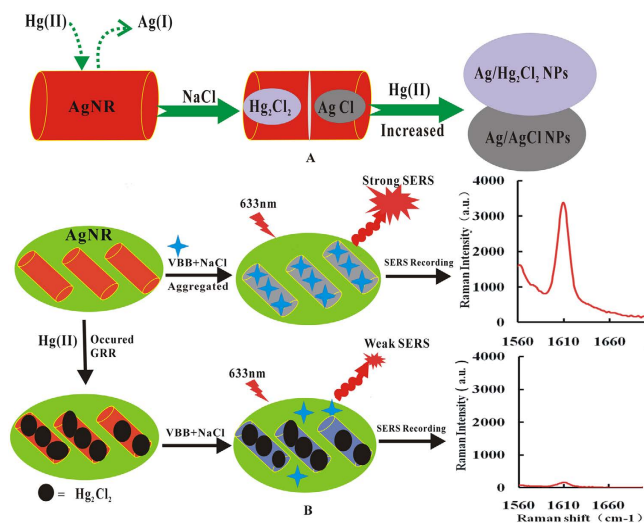 Hg(II)
Ag(I)
AgNR
NaCl
Hg2Cl2
Ag Cl
Hg(II)
Increased
Ag/Hg2Cl2 NPs
Ag/AgCl NPs
A
Strong SERS
633nm
AgNR
VBB+NaCl
Aggregated
SERS Recording
Raman Intensity (a.u.)
4000
3000
2000
1000
0
1560 1610 1660
Hg(II)
Occured
GRR
Weak SERS
633nm
VBB+NaCl
SERS Recording
Raman Intensity (a.u.)
4000
3000
2000
1000
0
1560 1610 1660
Raman shift (cm-1)
= Hg2Cl2
B